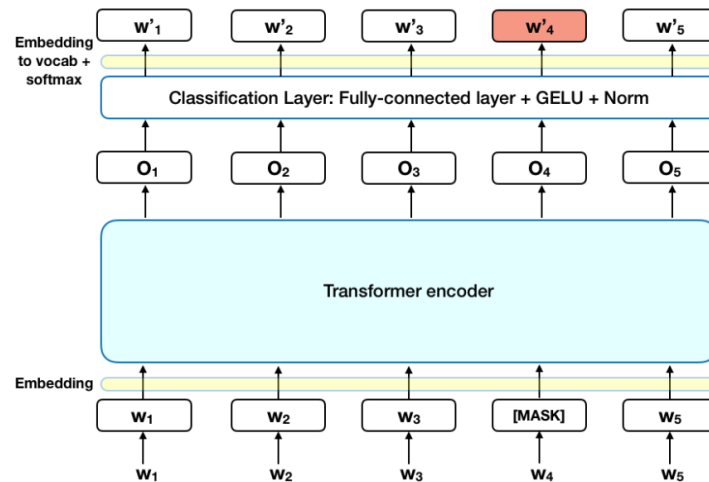 w'1 w'2 w'3 w'4 w'5
Embedding
to vocab +
softmax
Classification Layer: Fully-connected layer + GELU + Norm
O1 O2 O3 O4 O5
Transformer encoder
Embedding
w1 w2 w3 [MASK] w5
w1 w2 w3 w4 w5